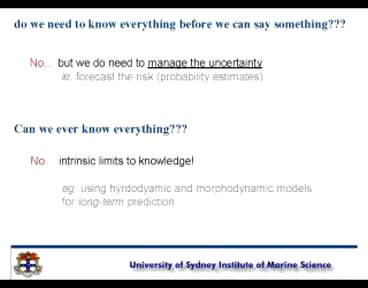 do we need to know everything before we can say something???
No... but we do need to manage the uncertainty
ie. forecast the risk (probability estimates)
Can we ever know everything???
No intrinsic limits to knowledge!
eg. using hyrdodyamic and morphodynamic models
for long-term prediction
University of Sydney Institute of Marine Science